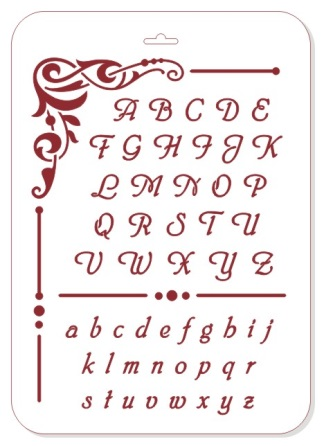 A B C D E
F G H I J K
L M N O P
Q R S T U
V W X Y Z
a b c d e f g h i j
k l m n o p q r
s t u v w x y z